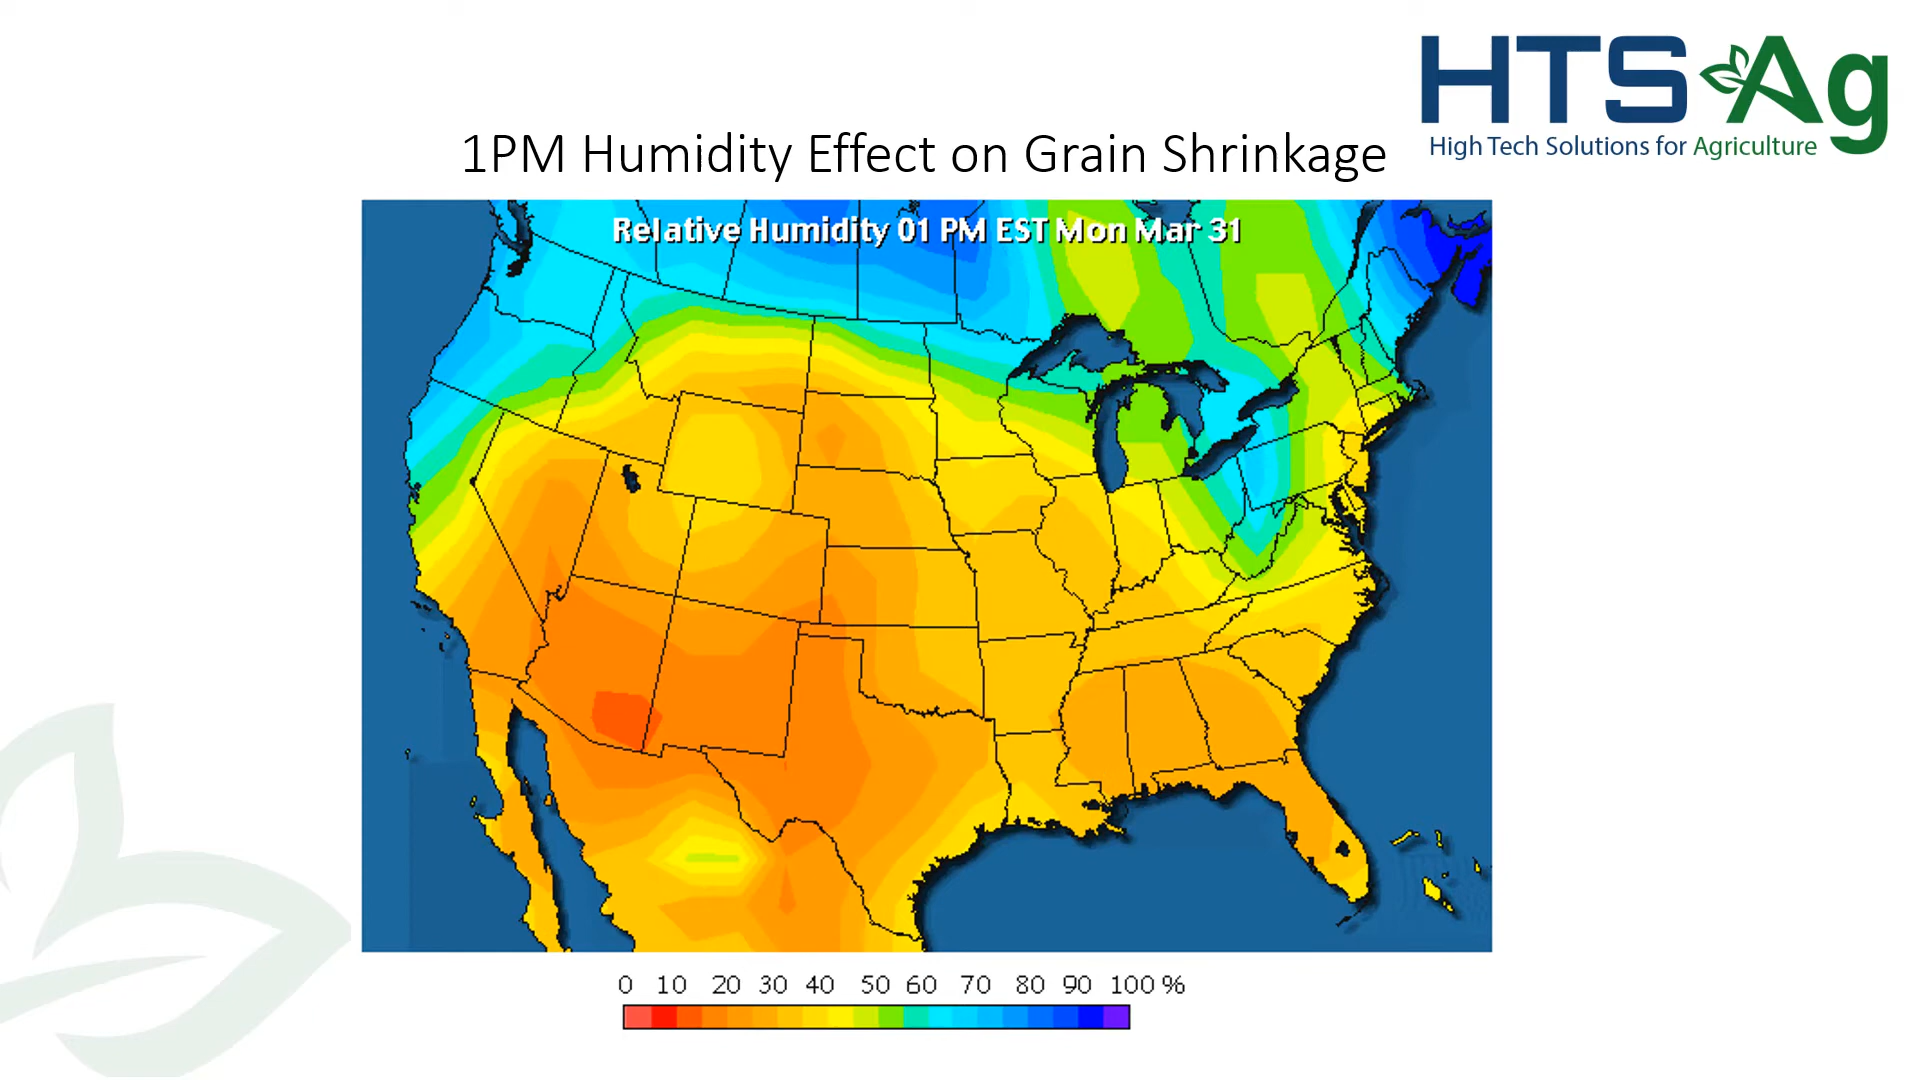 HTS Ag
High Tech Solutions for Agriculture
1PM Humidity Effect on Grain Shrinkage
Relative Humidity 01 PM EST Mon Mar 31
0 10 20 30 40 50 60 70 80 90 100 %